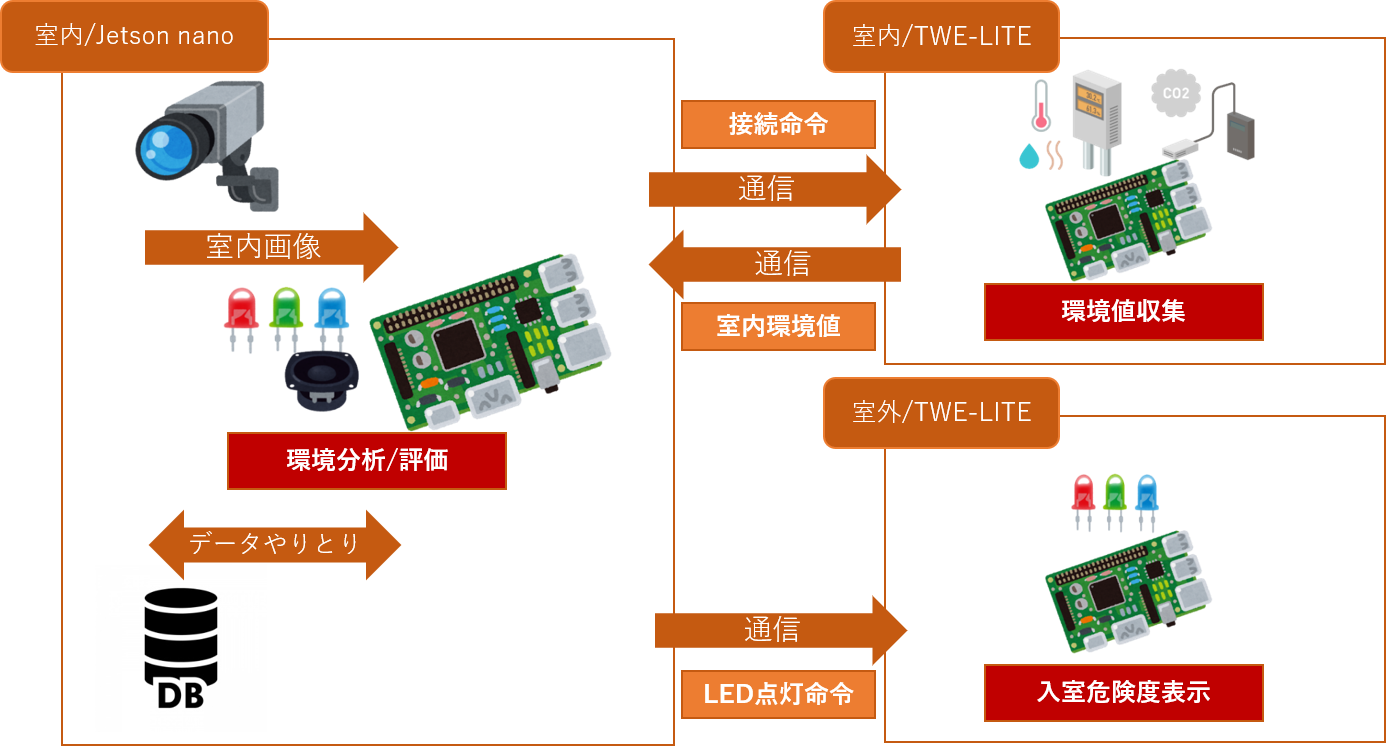 室内/Jetson nano
室内画像
環境分析/評価
データやりとり
DB
接続命令
通信
通信
室内環境値
室内/TWE-LITE
CO2
環境値収集
通信
LED点灯命令
室外/TWE-LITE
入室危険度表示